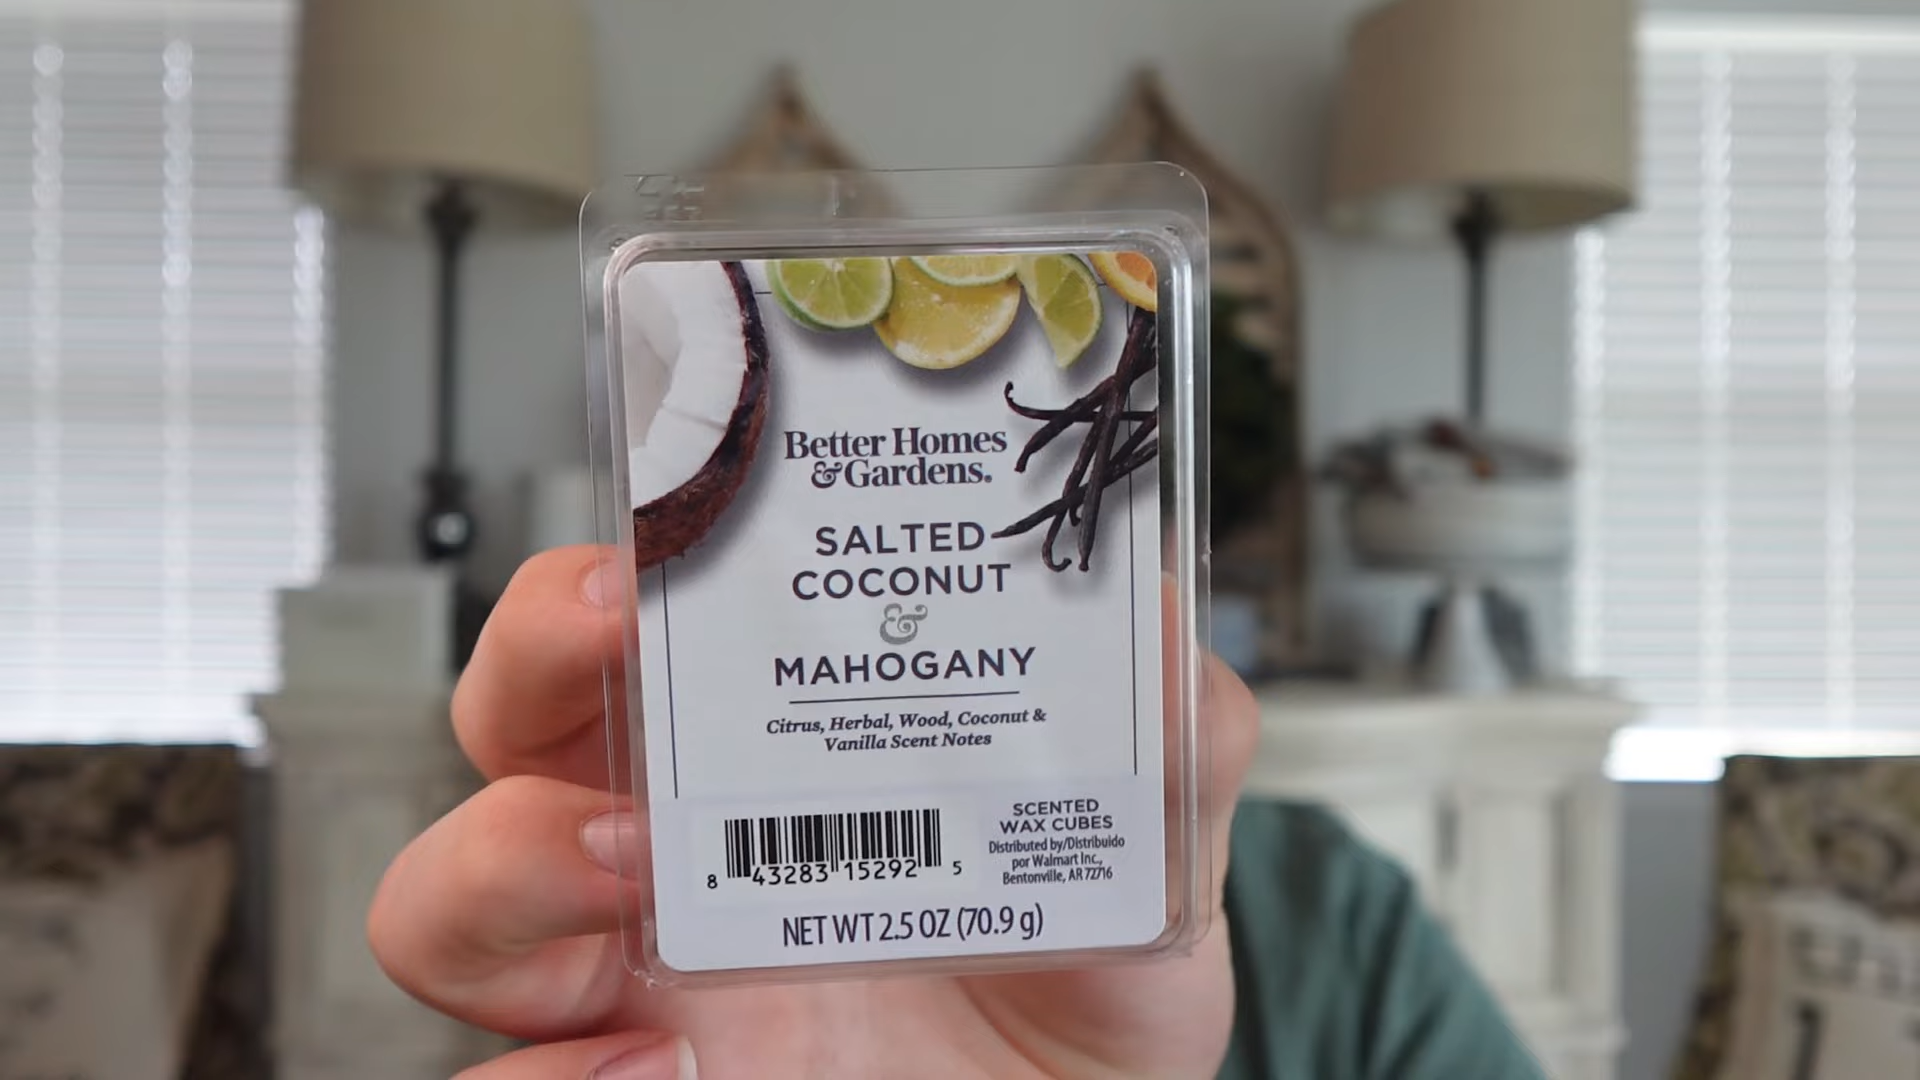 Better Homes
& Gardens®
SALTED
COCONUT
&
MAHOGANY
Citrus, Herbal, Wood, Coconut &
Vanilla Scent Notes
SCENTED
WAX CUBES
Distributed by/Distribuido
por Walmart Inc.,
Bentonville, AR 72716
8 43283 15292 5
NET WT 2.5 OZ (70.9 g)